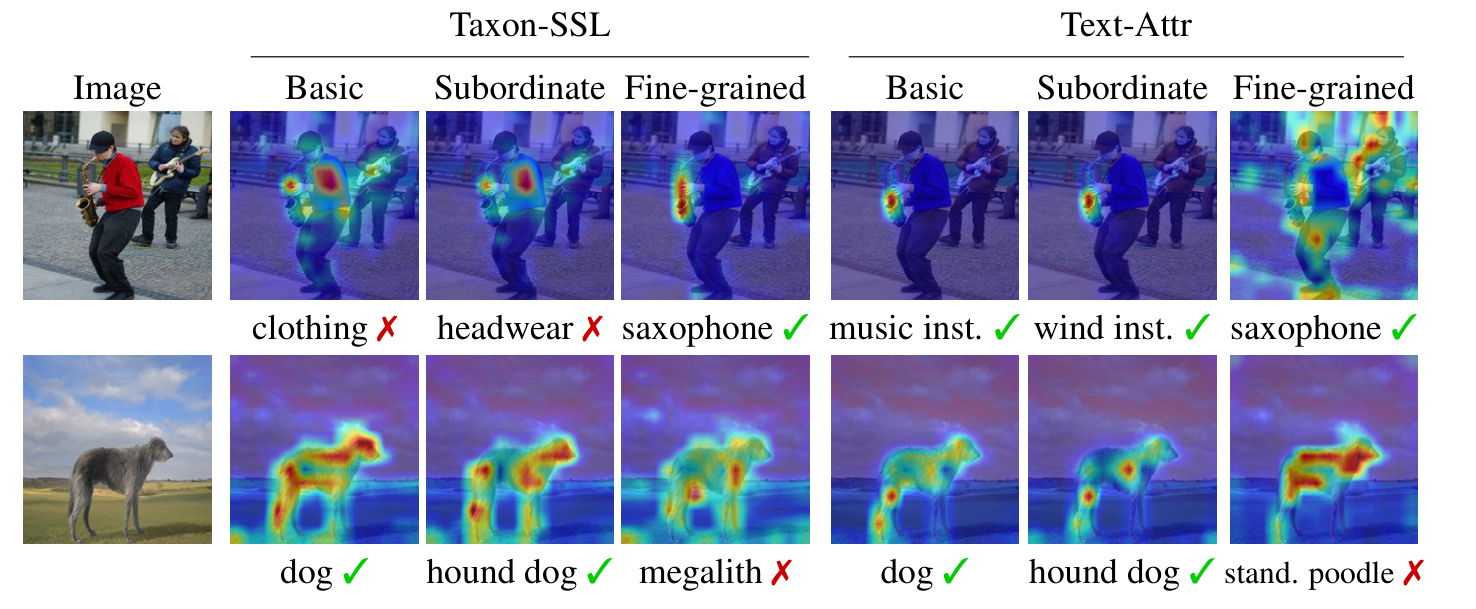 Taxon-SSL Text-Attr
Image Basic Subordinate Fine-grained Basic Subordinate Fine-grained
clothing ✗ headwear ✗ saxophone ✓ music inst. ✓ wind inst. ✓ saxophone ✓
dog ✓ hound dog ✓ megalith ✗ dog ✓ hound dog ✓ stand. poodle ✗